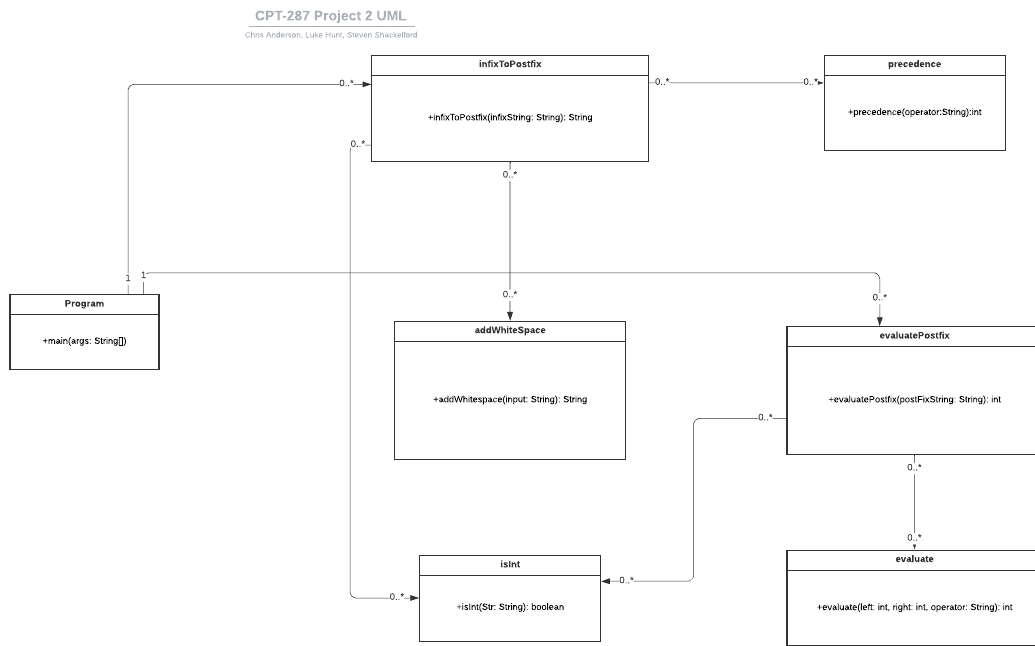 CPT-287 Project 2 UML
Chris Anderson, Luke Hunt, Steven Shackelford
infixToPostfix
precedence
0..*
0..*
0..*
+infixToPostfix(infixString: String): String
+precedence(operator:String):int
0..*
0..*
1
1
0..*
0..*
Program
+main(args: String[])
addWhiteSpace
+addWhitespace(input: String): String
evaluatePostfix
+evaluatePostfix(postFixString: String): int
0..*
0..*
0..*
isInt
+isInt(Str: String): boolean
0..*
0..*
evaluate
+evaluate(left: int, right: int, operator: String): int